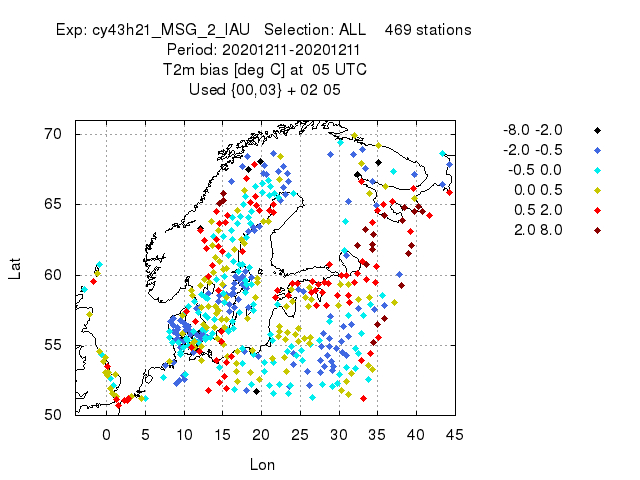 Exp: cy43h21_MSG_2_IAU Selection: ALL 469 stations
Period: 20201211-20201211
T2m bias [deg C] at 05 UTC
Used {00,03} + 02 05
70
65
60
55
50
Lat
0 5 10 15 20 25 30 35 40 45
Lon
-8.0 -2.0
-2.0 -0.5
-0.5 0.0
0.0 0.5
0.5 2.0
2.0 8.0